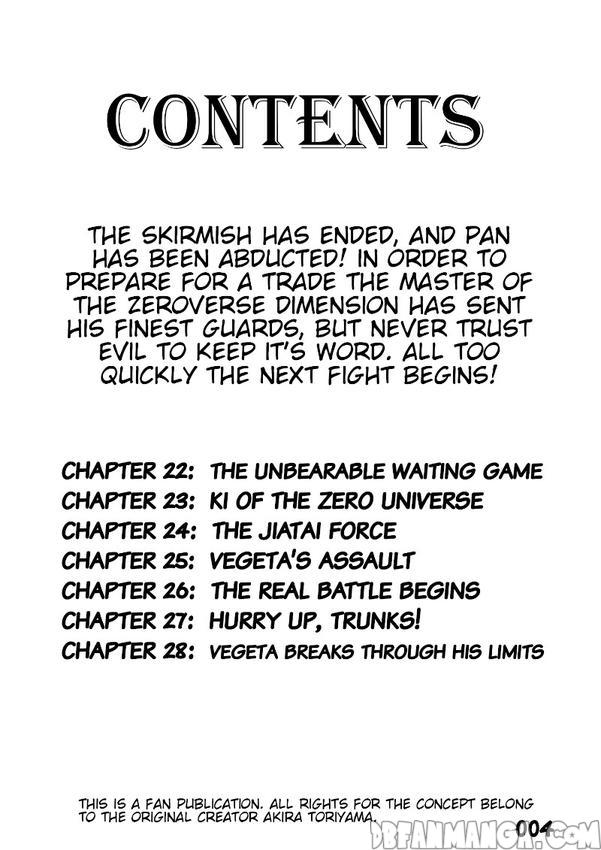 CONTENTS
THE SKIRMISH HAS ENDED, AND PAN
HAS BEEN ABDUCTED! IN ORDER TO
PREPARE FOR A TRADE THE MASTER OF
THE ZEROVERSE DIMENSION HAS SENT
HIS FINEST GUARDS, BUT NEVER TRUST
EVIL TO KEEP IT'S WORD. ALL TOO
QUICKLY THE NEXT FIGHT BEGINS!
CHAPTER 22: THE UNBEARABLE WAITING GAME
CHAPTER 23: KI OF THE ZERO UNIVERSE
CHAPTER 24: THE JIATAI FORCE
CHAPTER 25: VEGETA'S ASSAULT
CHAPTER 26: THE REAL BATTLE BEGINS
CHAPTER 27: HURRY UP, TRUNKS!
CHAPTER 28: VEGETA BREAKS THROUGH HIS LIMITS
THIS IS A FAN PUBLICATION. ALL RIGHTS FOR THE CONCEPT BELONG
TO THE ORIGINAL CREATOR AKIRA TORIYAMA.
004
DBFANMANGA.COM